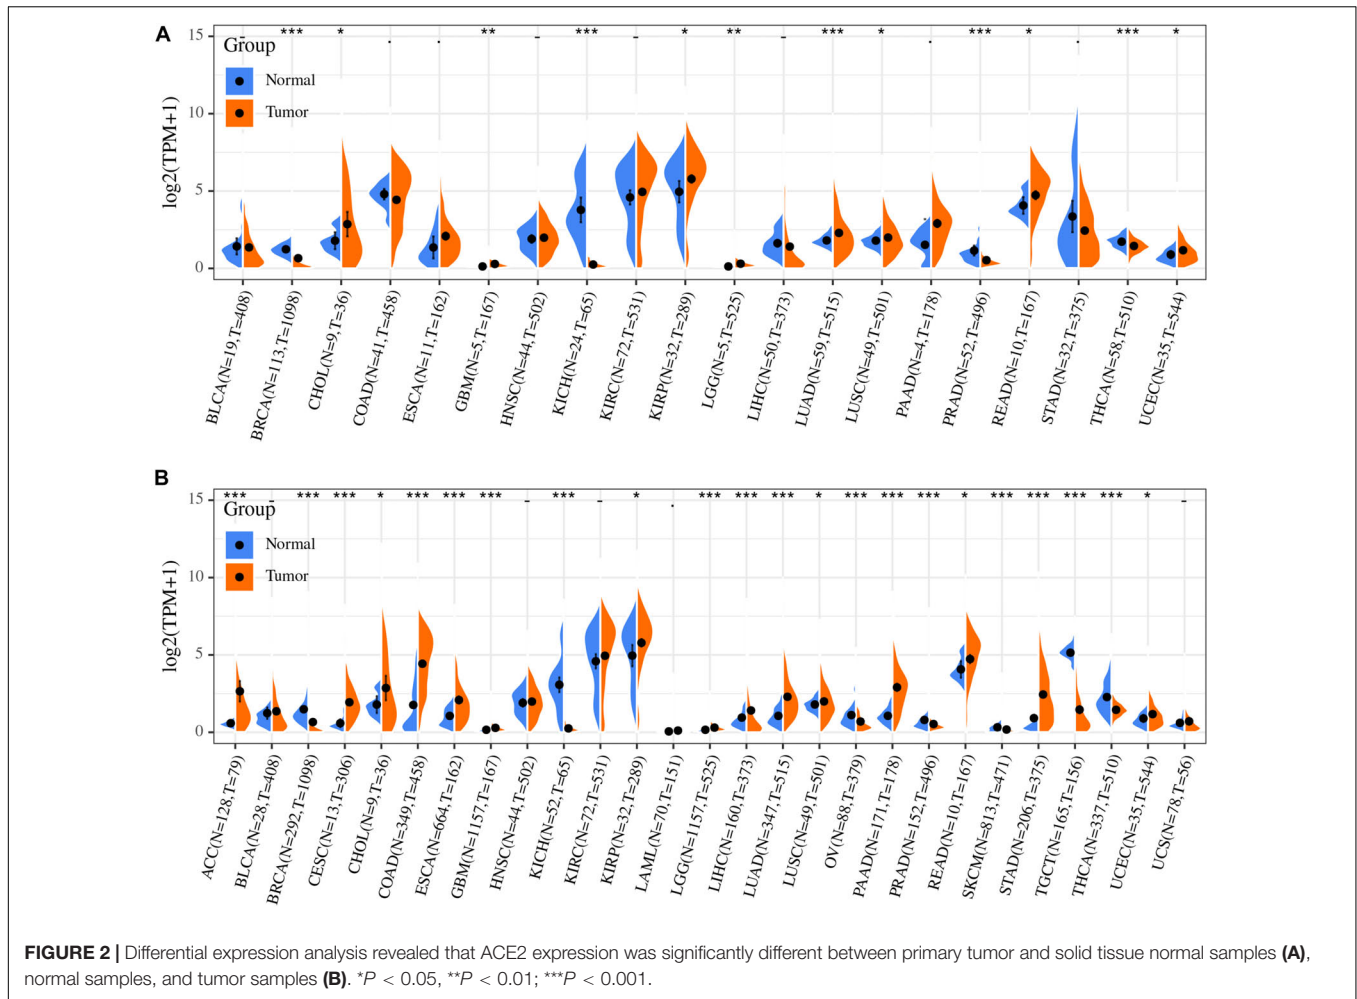 A
- *** * . . ** - *** - * ** - *** * . *** * . *** *
Group
Normal
Tumor
15
10
5
0
log2(TPM+1)
BLCA(N=19,T=408)
BRCA(N=113,T=1098)
CHOL(N=9,T=36)
COAD(N=41,T=458)
ESCA(N=11,T=162)
GBM(N=5,T=167)
HNSC(N=44,T=502)
KICH(N=24,T=65)
KIRC(N=72,T=531)
KIRP(N=32,T=289)
LGG(N=5,T=525)
LIHC(N=50,T=373)
LUAD(N=59,T=515)
LUSC(N=49,T=501)
PAAD(N=4,T=178)
PRAD(N=52,T=496)
READ(N=10,T=167)
STAD(N=32,T=375)
THCA(N=58,T=510)
UCEC(N=35,T=544)
B
*** - *** *** * *** *** *** - *** - * . *** *** *** * *** *** *** * *** *** *** *** * -
Group
Normal
Tumor
15
10
5
0
log2(TPM+1)
ACC(N=128,T=79)
BLCA(N=28,T=408)
BRCA(N=292,T=1098)
CESC(N=13,T=306)
CHOL(N=9,T=36)
COAD(N=349,T=458)
ESCA(N=664,T=162)
GBM(N=1157,T=167)
HNSC(N=44,T=502)
KICH(N=52,T=65)
KIRC(N=72,T=531)
KIRP(N=32,T=289)
LAML(N=70,T=151)
LGG(N=1157,T=525)
LIHC(N=160,T=373)
LUAD(N=347,T=515)
LUSC(N=49,T=501)
OV(N=88,T=379)
PAAD(N=171,T=178)
PRAD(N=152,T=496)
READ(N=10,T=167)
SKCM(N=813,T=471)
STAD(N=206,T=375)
TGCT(N=165,T=156)
THCA(N=337,T=510)
UCEC(N=35,T=544)
UCS(N=78,T=56)
FIGURE 2 | Differential expression analysis revealed that ACE2 expression was significantly different between primary tumor and solid tissue normal samples (A),
normal samples, and tumor samples (B). *P < 0.05, **P < 0.01; ***P < 0.001.